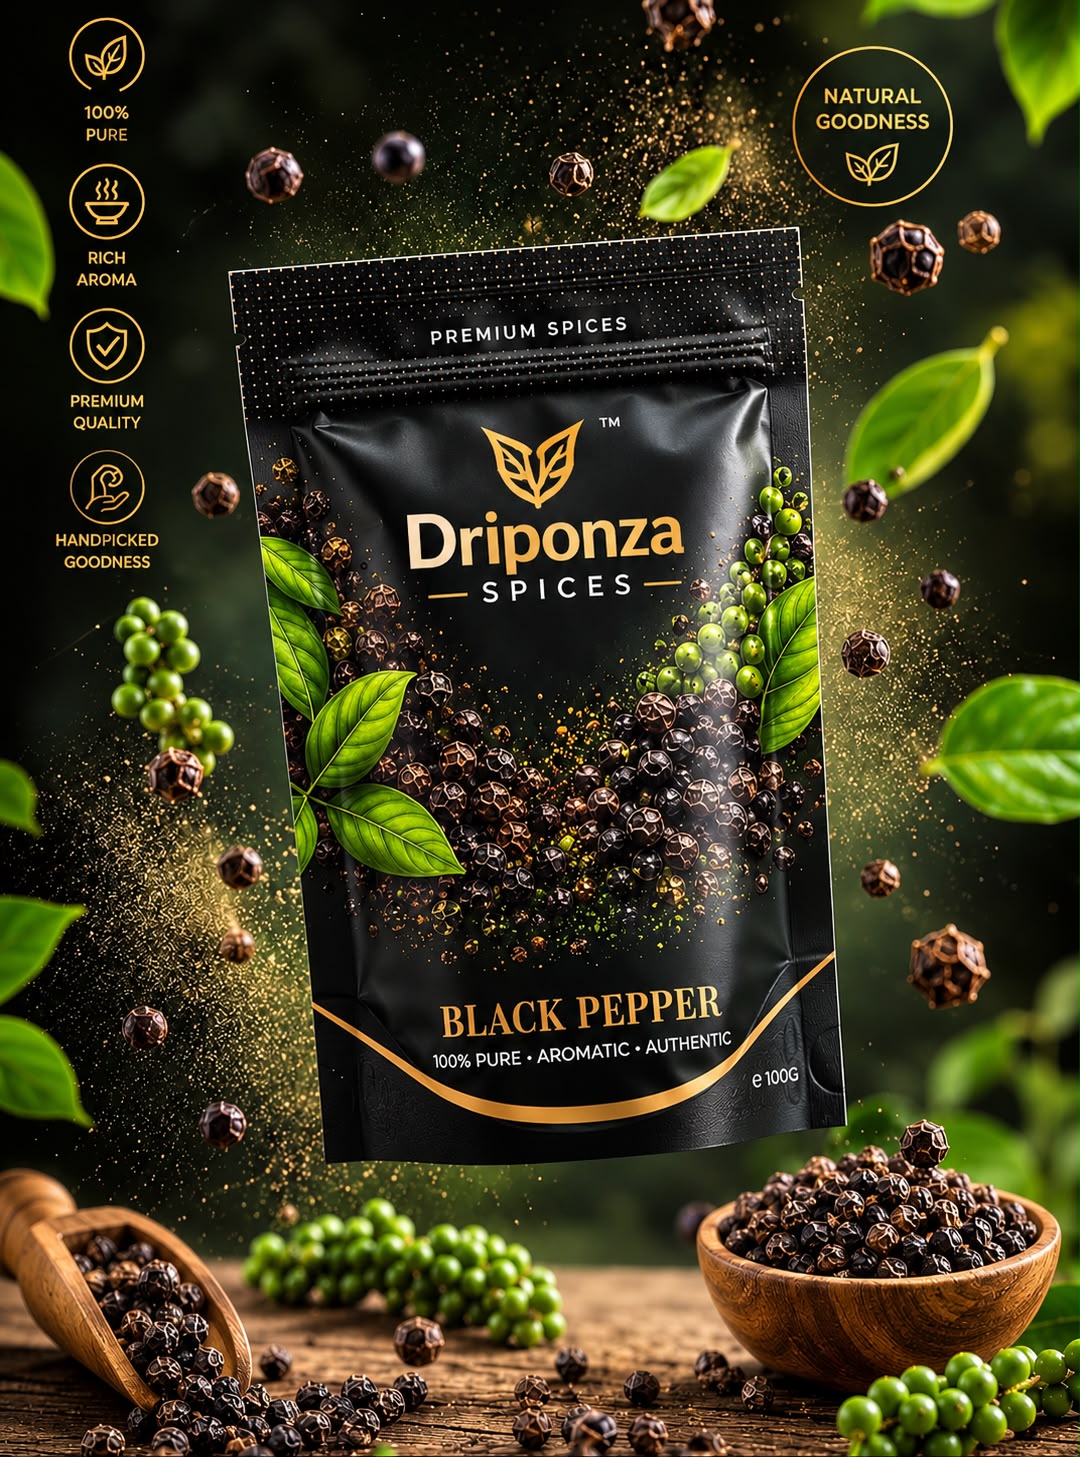 100%
PURE
RICH
AROMA
PREMIUM
QUALITY
HANDPICKED
GOODNESS
NATURAL
GOODNESS
PREMIUM SPICES
TM
Driponza
SPICES
BLACK PEPPER
100% PURE • AROMATIC • AUTHENTIC
e 100G